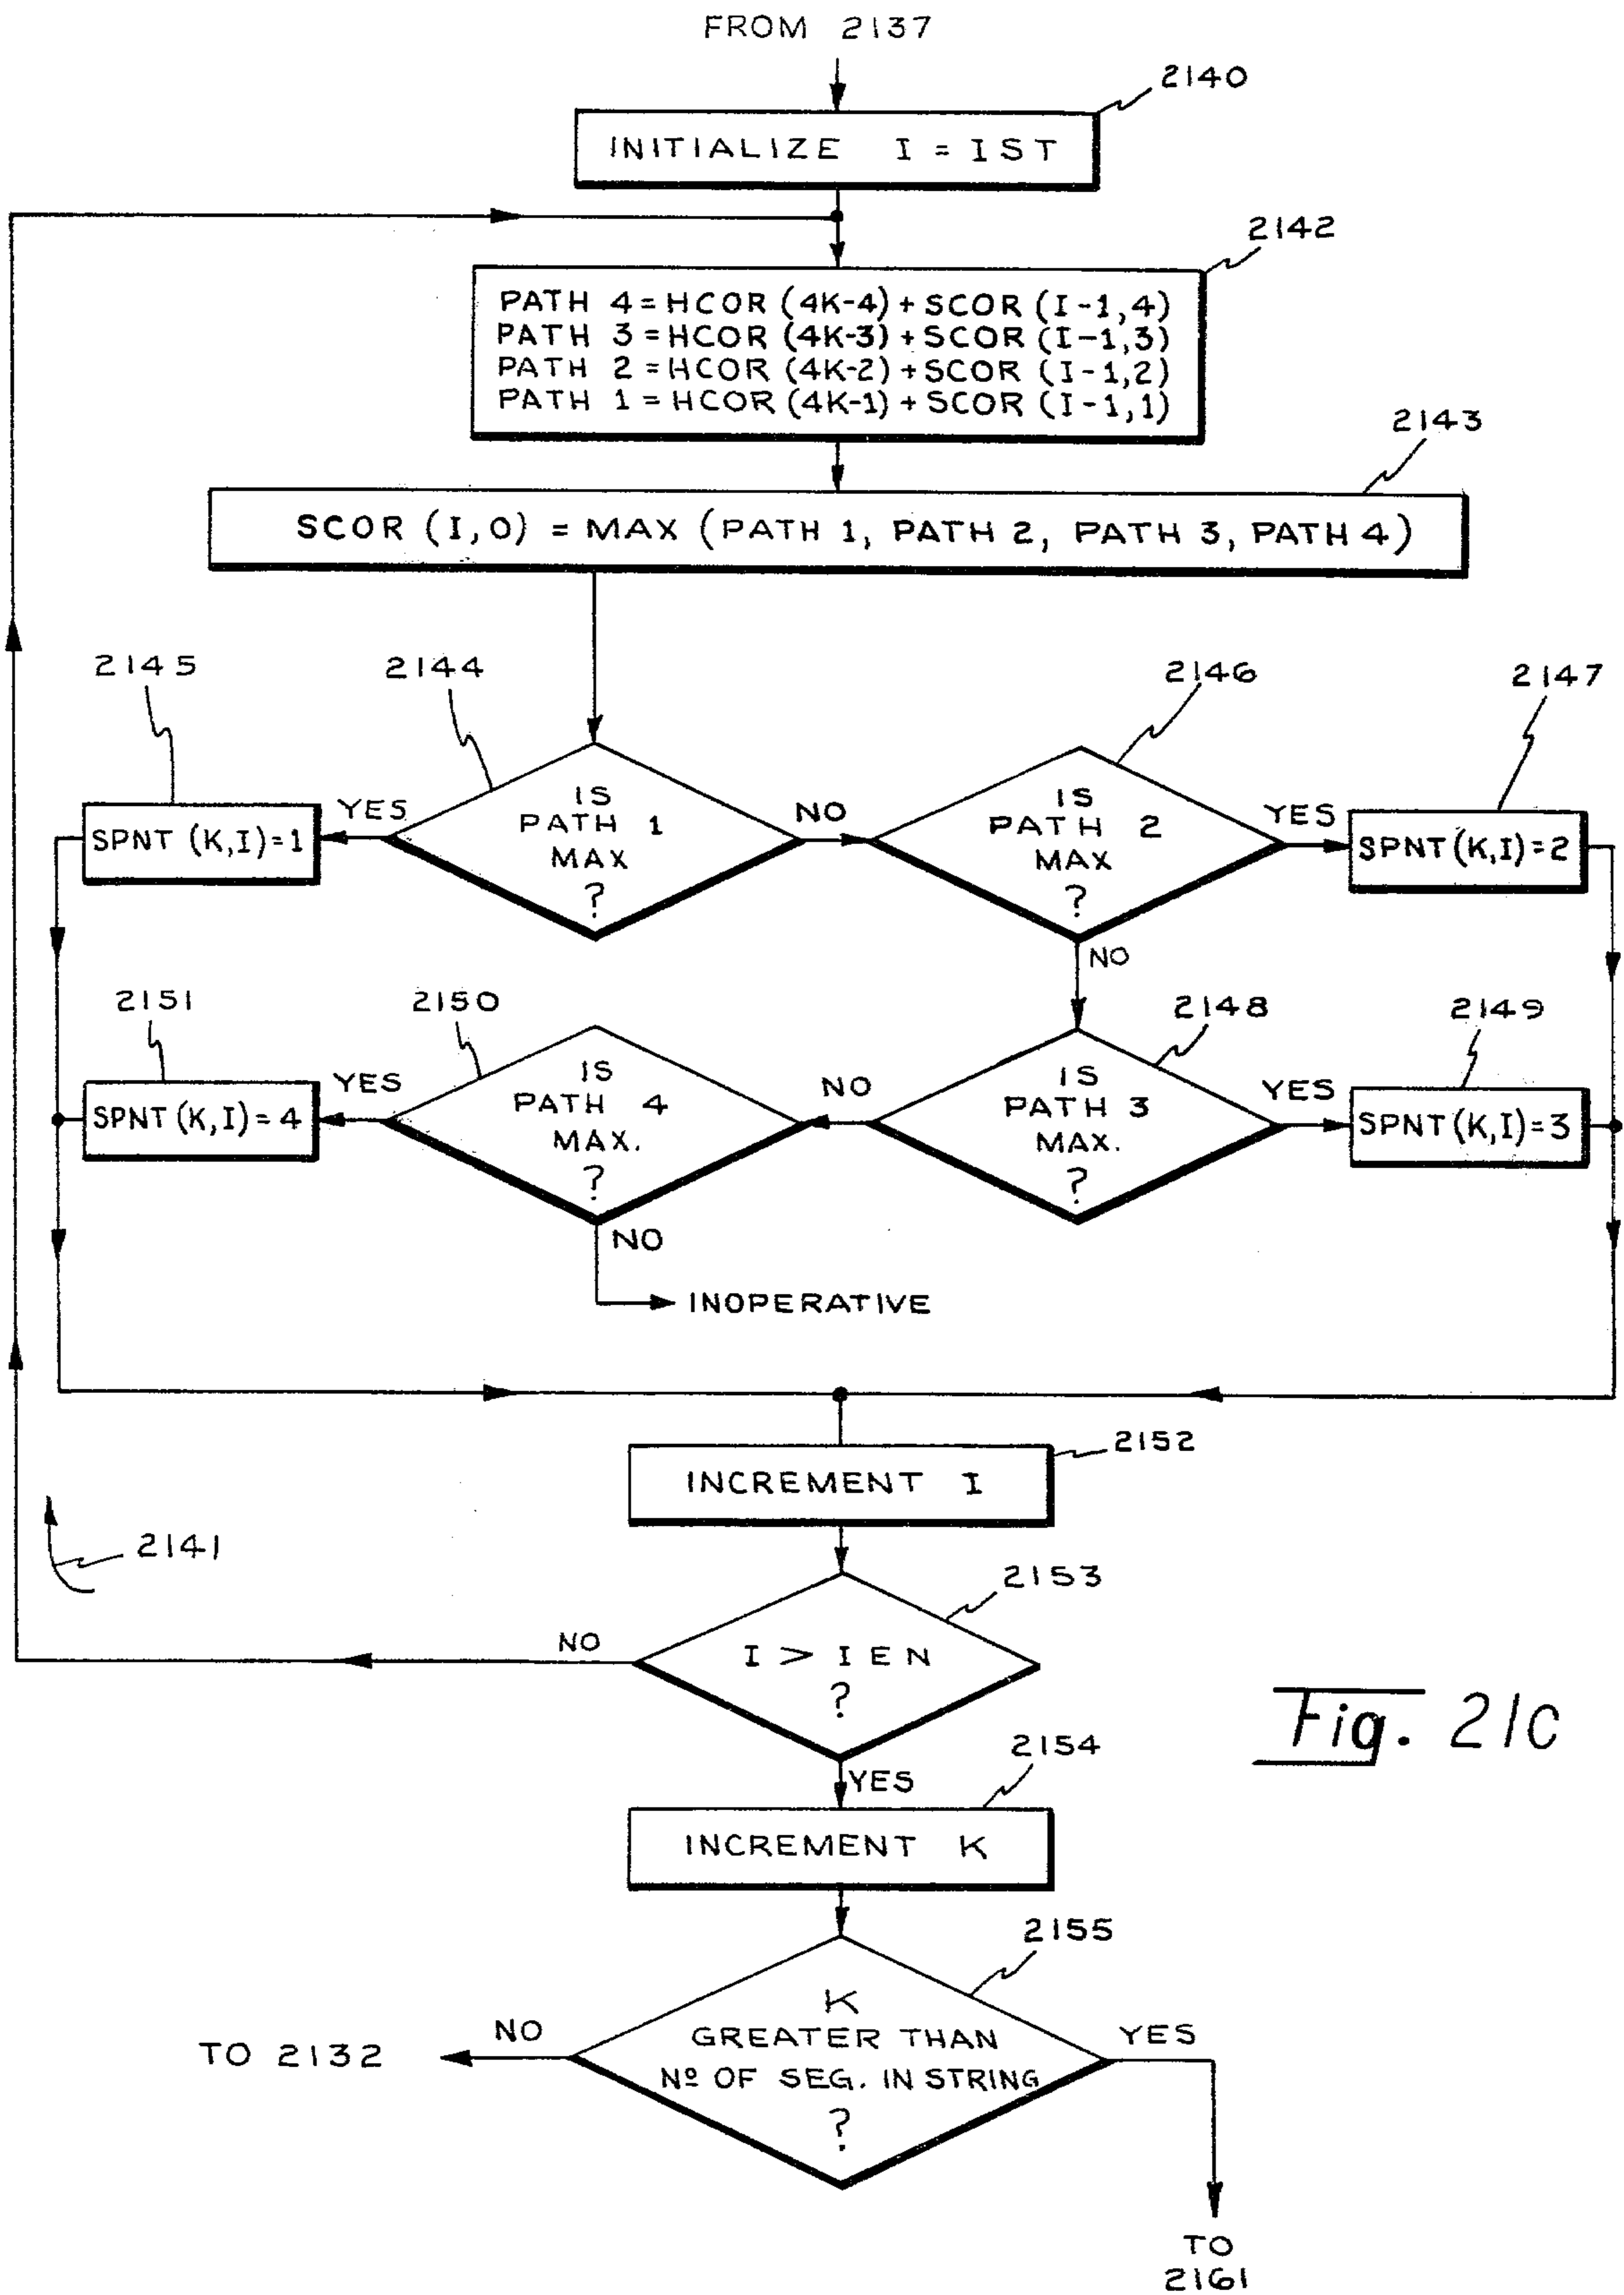 FROM 2137
2140
INITIALIZE I = IST
2142
PATH 4 = HCOR (4K-4) + SCOR (I-1,4)
PATH 3 = HCOR (4K-3) + SCOR (I-1,3)
PATH 2 = HCOR (4K-2) + SCOR (I-1,2)
PATH 1 = HCOR (4K-1) + SCOR (I-1,1)
2143
SCOR (I,0) = MAX (PATH 1, PATH 2, PATH 3, PATH 4)
2145
2144
2146
2147
SPNT (K,I)=1
YES
IS
PATH 1
MAX
?
NO
IS
PATH 2
MAX
?
YES
SPNT(K,I)=2
NO
2151
2150
2148
2149
SPNT(K,I)=4
YES
IS
PATH 4
MAX.
?
NO
IS
PATH 3
MAX.
?
YES
SPNT(K,I)=3
NO
INOPERATIVE
2152
INCREMENT I
2141
2153
NO
I > IEN
?
Fig. 21C
YES
2154
INCREMENT K
2155
K
GREATER THAN
Nº OF SEG. IN STRING
?
NO
TO 2132
YES
TO
2161